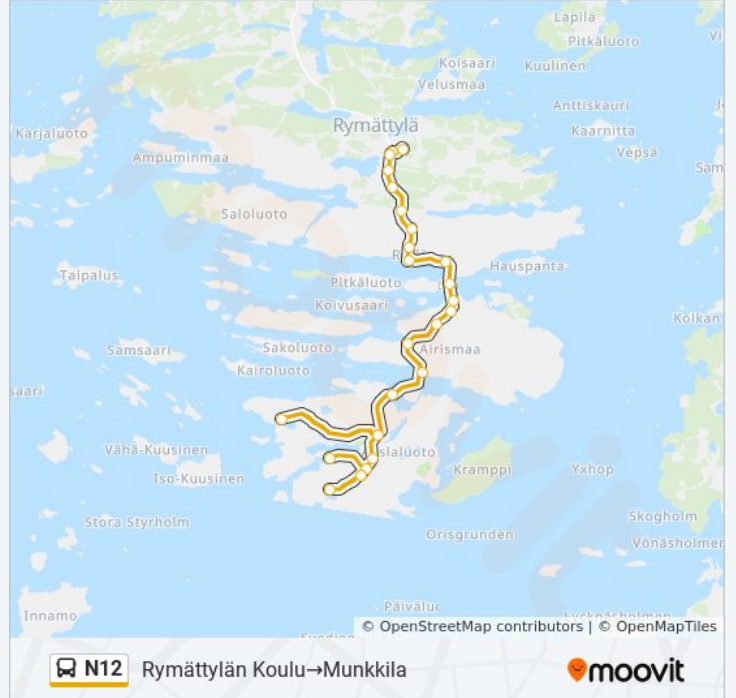 Lapila
Pitkäluoto
Koisaari
Kuulinen
Velusmaa
Anttiskauri
Rymättylä
Karjaluoto
Kaarnitta
Ampuminmaa
Vepsä
Saloluoto
Hauspanta
Taipalus
Pitkäluoto
Koivusaari
Samsaari
Sakoluoto
Airismaa
Kairoluoto
Vähä-Kuusinen
Kramppi
Yxhop
Iso-Kuusinen
Skogholm
Stora Styrholm
Orisgrunden
Innamo
© OpenStreetMap contributors | © OpenMapTiles
N12 Rymättylän Koulu→Munkkila
moovit